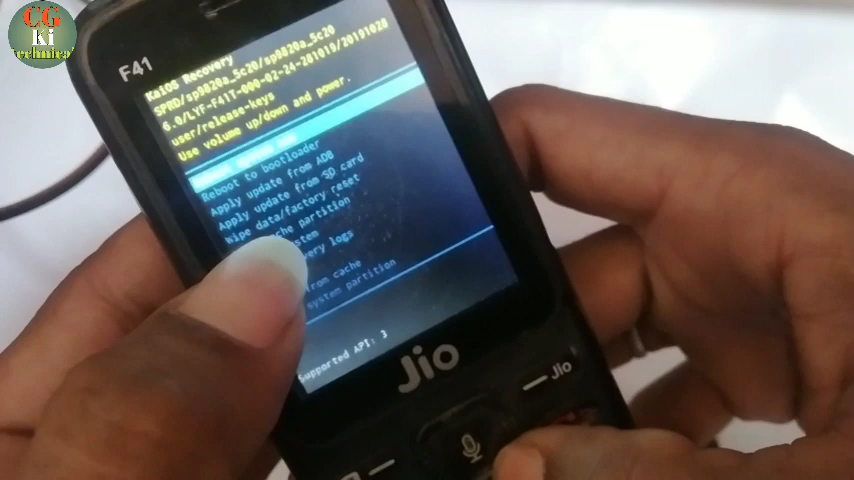 CG
ki
F41
KaiOS Recovery
SPRD/sp9820a_5c20/sp9820a_5c20
6.0/LYF-F41T-000-02-24-281019/20191028
user/release-keys
Use volume up/down and power.
Reboot to bootloader
Apply update from ADB
Apply update from SD card
Wipe data/factory reset
partition
logs
from cache
system partition
Supported API: 3
Jio
Jio